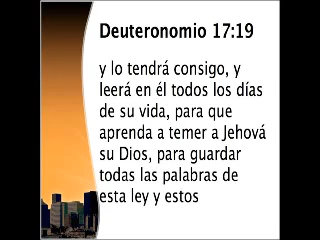 Deuteronomio 17:19
y lo tendrá consigo, y
leerá en él todos los días
de su vida, para que
aprenda a temer a Jehová
su Dios, para guardar
todas las palabras de
esta ley y estos